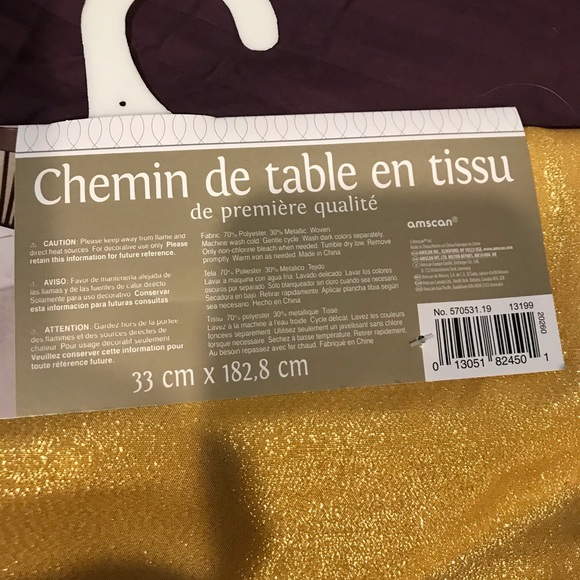 Chemin de table en tissu
de première qualité
CAUTION: Please keep away from flame and
direct heat sources. For decorative use only. Please
retain this information for future reference.
AVISO: Favor de mantenerla alejada de
las llamas y de las fuentes de calor directo
Solamente para uso decorativo Conservar
esta información para futuras consultas
ATTENTION: Gardez hors de la portée
des flammes et des sources directes de
chaleur. Pour usage décoratif seulement.
Veuillez conserver cette information pour
toute référence future.
Fabric 70% Polyester 30% Metallic Woven
Machine wash cold. Gentle cycle. Wash dark colors separately.
Only non-chlorine bleach when needed. Tumble dry low. Remove
promptly. Warm iron as needed. Made in China
Tela 70% Poliester 30% Metalico Tejido
Lavar a maquina con agua fria. Lavado delicado. Lavar los colores
oscuros por separado. Solo blanqueador sin cloro cuando sea necesario.
Secadora en bajo. Retirar rapidamente. Aplicar plancha tibia según
sea necesario. Hecho en China
Tissu 70% polyester 30% métallique Tissé
Lavez à la machine à l'eau froide Cycle délicat. Lavez les couleurs
foncées séparément. Utilisez seulement un javellisant sans chlore
lorsque nécessaire. Séchez à basse température. Retirer rapidement.
Au besoin repassez avec fer chaud. Fabriqué en China
33 cm x 182,8 cm
amscan®
www.amscan.com
No. 570531.19 13199
20260
0 13051 82450 1